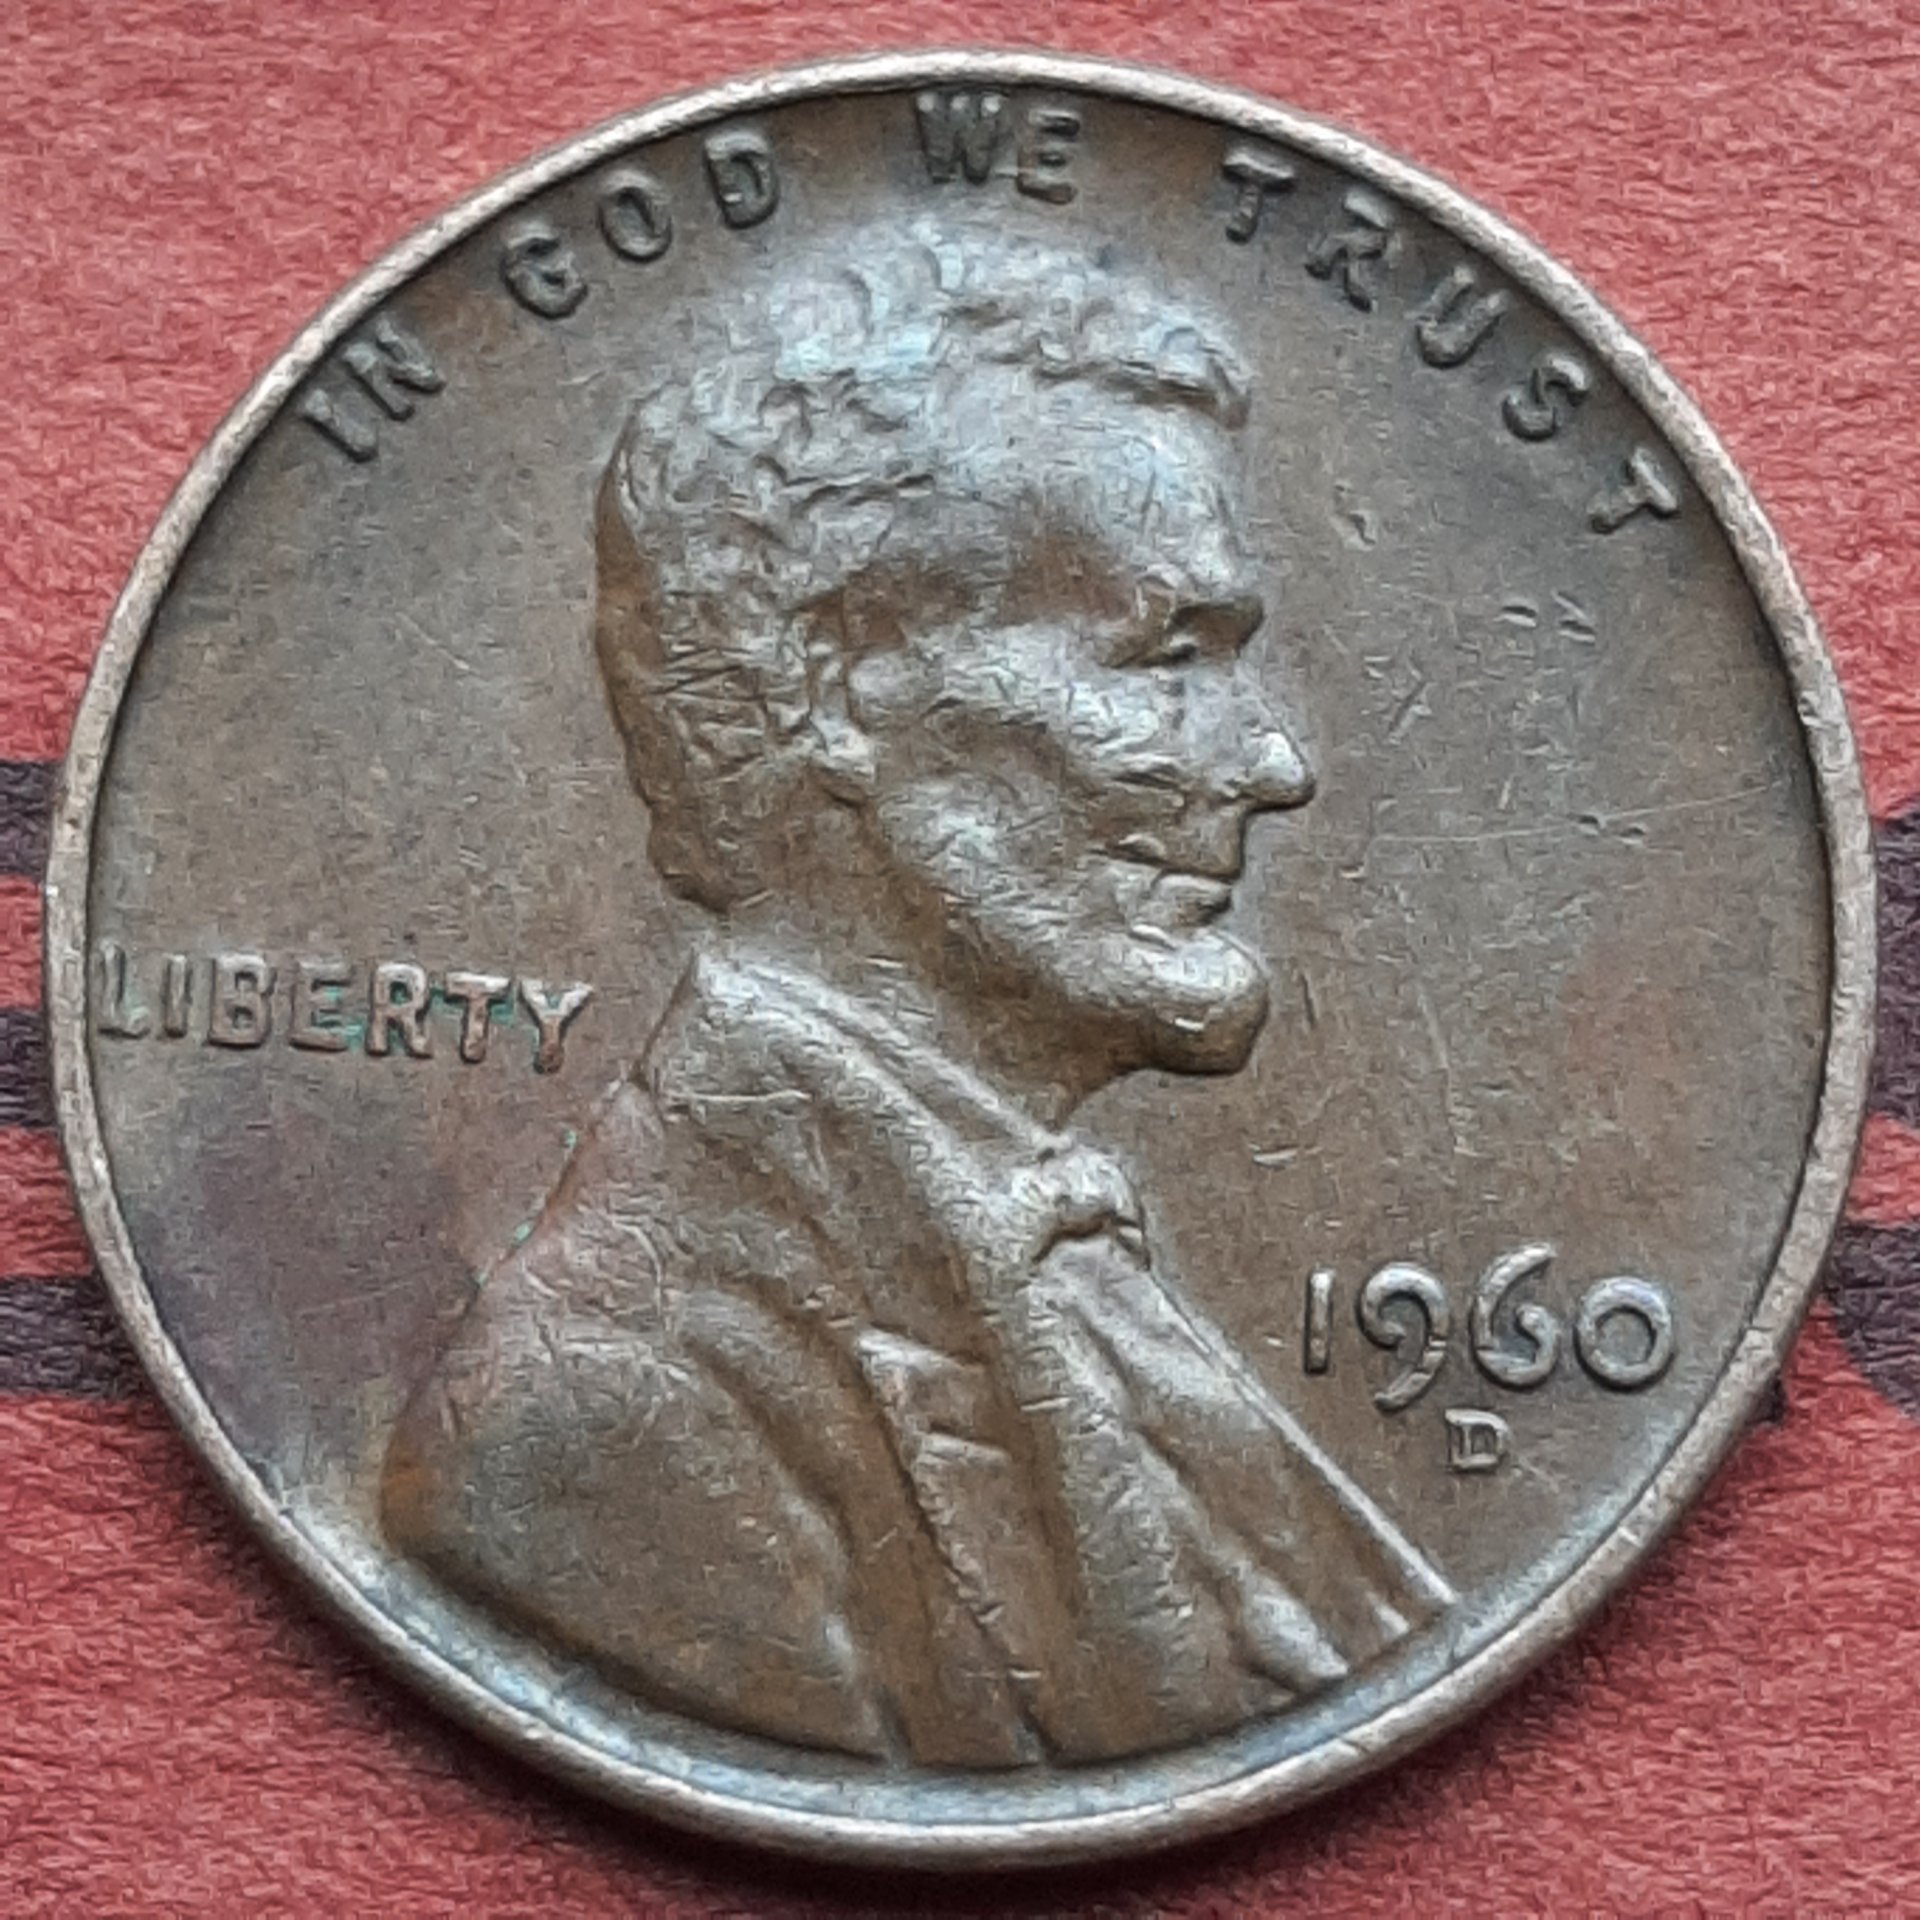 IN GOD WE TRUST
LIBERTY
1960
D